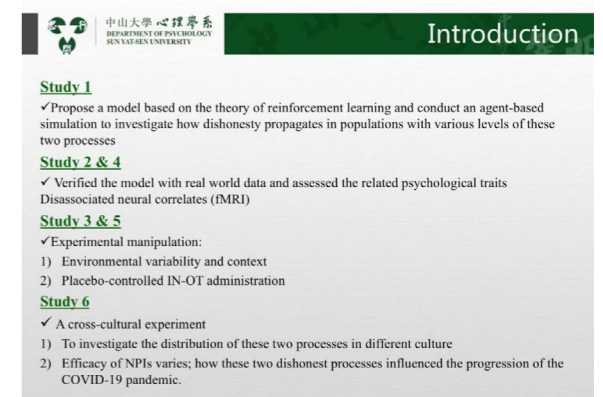 中山大學 心理學系
DEPARTMENT OF PSYCHOLOGY
SUN YAT-SEN UNIVERSITY
Introduction
Study 1
✓Propose a model based on the theory of reinforcement learning and conduct an agent-based
simulation to investigate how dishonesty propagates in populations with various levels of these
two processes
Study 2 & 4
✓ Verified the model with real world data and assessed the related psychological traits
Disassociated neural correlates (fMRI)
Study 3 & 5
✓Experimental manipulation:
1) Environmental variability and context
2) Placebo-controlled IN-OT administration
Study 6
✓ A cross-cultural experiment
1) To investigate the distribution of these two processes in different culture
2) Efficacy of NPIs varies; how these two dishonest processes influenced the progression of the
COVID-19 pandemic.